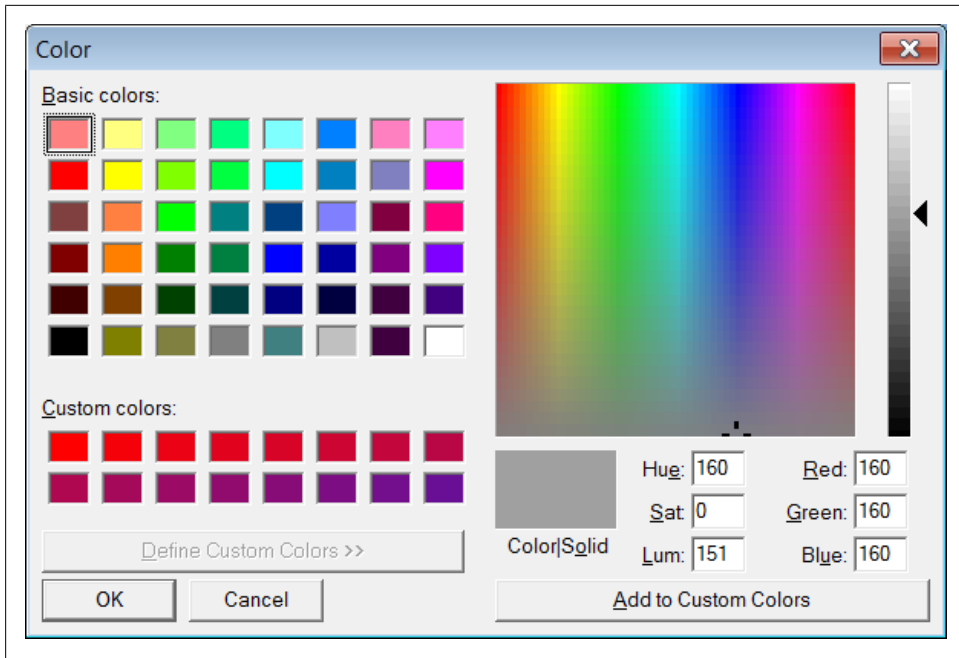 Color
Basic colors:
Custom colors:
Define Custom Colors >>
OK
Cancel
Color|Solid
Hue: 160
Sat: 0
Lum: 151
Red: 160
Green: 160
Blue: 160
Add to Custom Colors